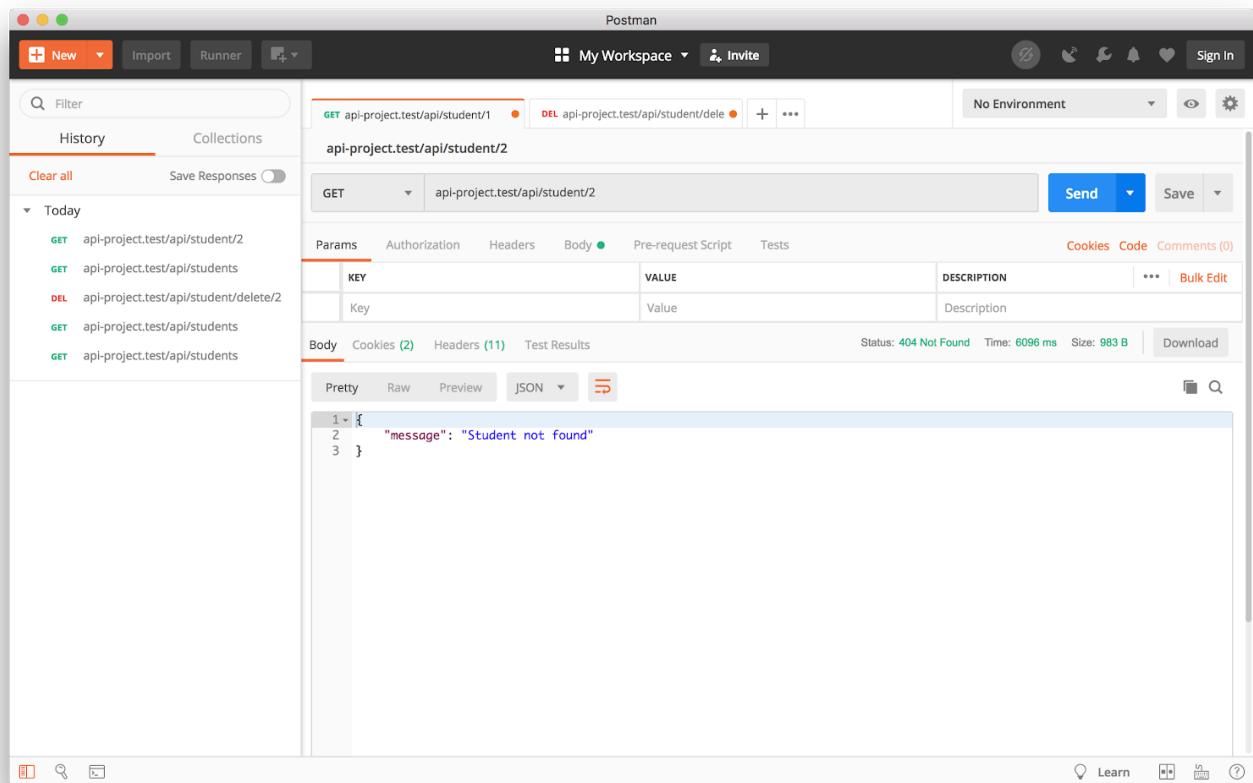 Postman
New
Import
Runner
My Workspace
Invite
Sign In
Filter
History
Collections
Clear all
Save Responses
Today
GET api-project.test/api/student/2
GET api-project.test/api/students
DEL api-project.test/api/student/delete/2
GET api-project.test/api/students
GET api-project.test/api/students
GET api-project.test/api/student/1
DEL api-project.test/api/student/dele
No Environment
api-project.test/api/student/2
GET api-project.test/api/student/2
Send
Save
Params Authorization Headers Body Pre-request Script Tests
Cookies Code Comments (0)
KEY VALUE DESCRIPTION
Bulk Edit
Key Value Description
Body Cookies (2) Headers (11) Test Results
Status: 404 Not Found Time: 6096 ms Size: 983 B
Download
Pretty Raw Preview JSON
1 {
2 "message": "Student not found"
3 }
Learn